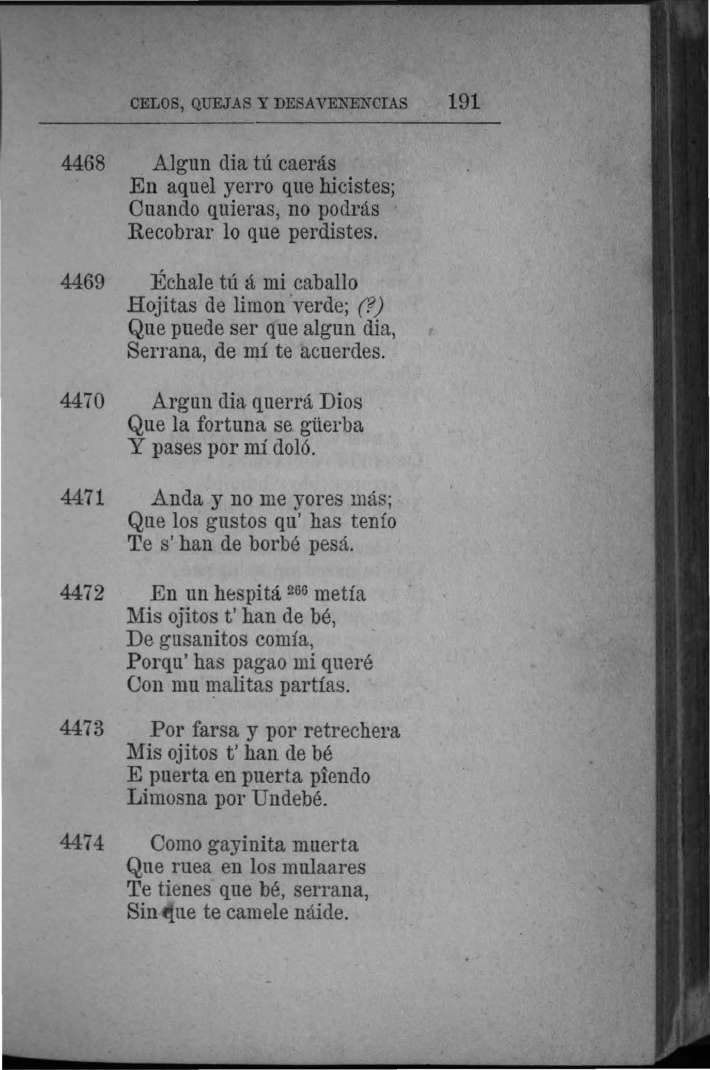 CELOS, QUEJAS Y DESAVENENCIAS 191
4468 Algun dia tú caerás
En aquel yerro que hicistes;
Cuando quieras, no podrás
Recobrar lo que perdistes.
4469 Échale tú á mi caballo
Hojitas de limon verde; (?)
Que puede ser que algun dia,
Serrana, de mí te acuerdes.
4470 Argun dia querrá Dios
Que la fortuna se güerba
Y pases por mí doló.
4471 Anda y no me yores más;
Que los gustos qu' has tenío
Te s' han de borbé pesá.
4472 En un hespitá 266 metía
Mis ojitos t' han de bé,
De gusanitos comía,
Porqu' has pagao mi queré
Con mu malitas partías.
4473 Por farsa y por retrechera
Mis ojitos t' han de bé
E puerta en puerta pîendo
Limosna por Undebé.
4474 Como gayinita muerta
Que ruea en los mulaares
Te tienes que bé, serrana,
Sin que te camele náide.